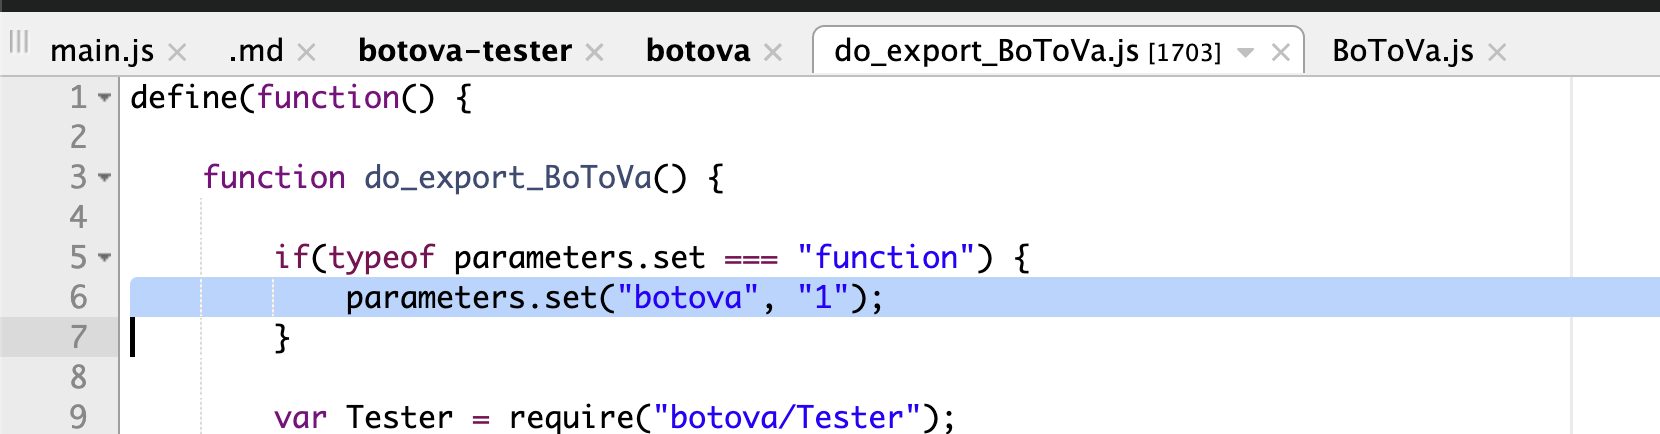 main.js × .md × botova-tester × botova × do_export_BoToVa.js [1703] × BoToVa.js ×
1 define(function() {
2
3 function do_export_BoToVa() {
4
5 if(typeof parameters.set === "function") {
6 parameters.set("botova", "1");
7 }
8
9 var Tester = require("botova/Tester");